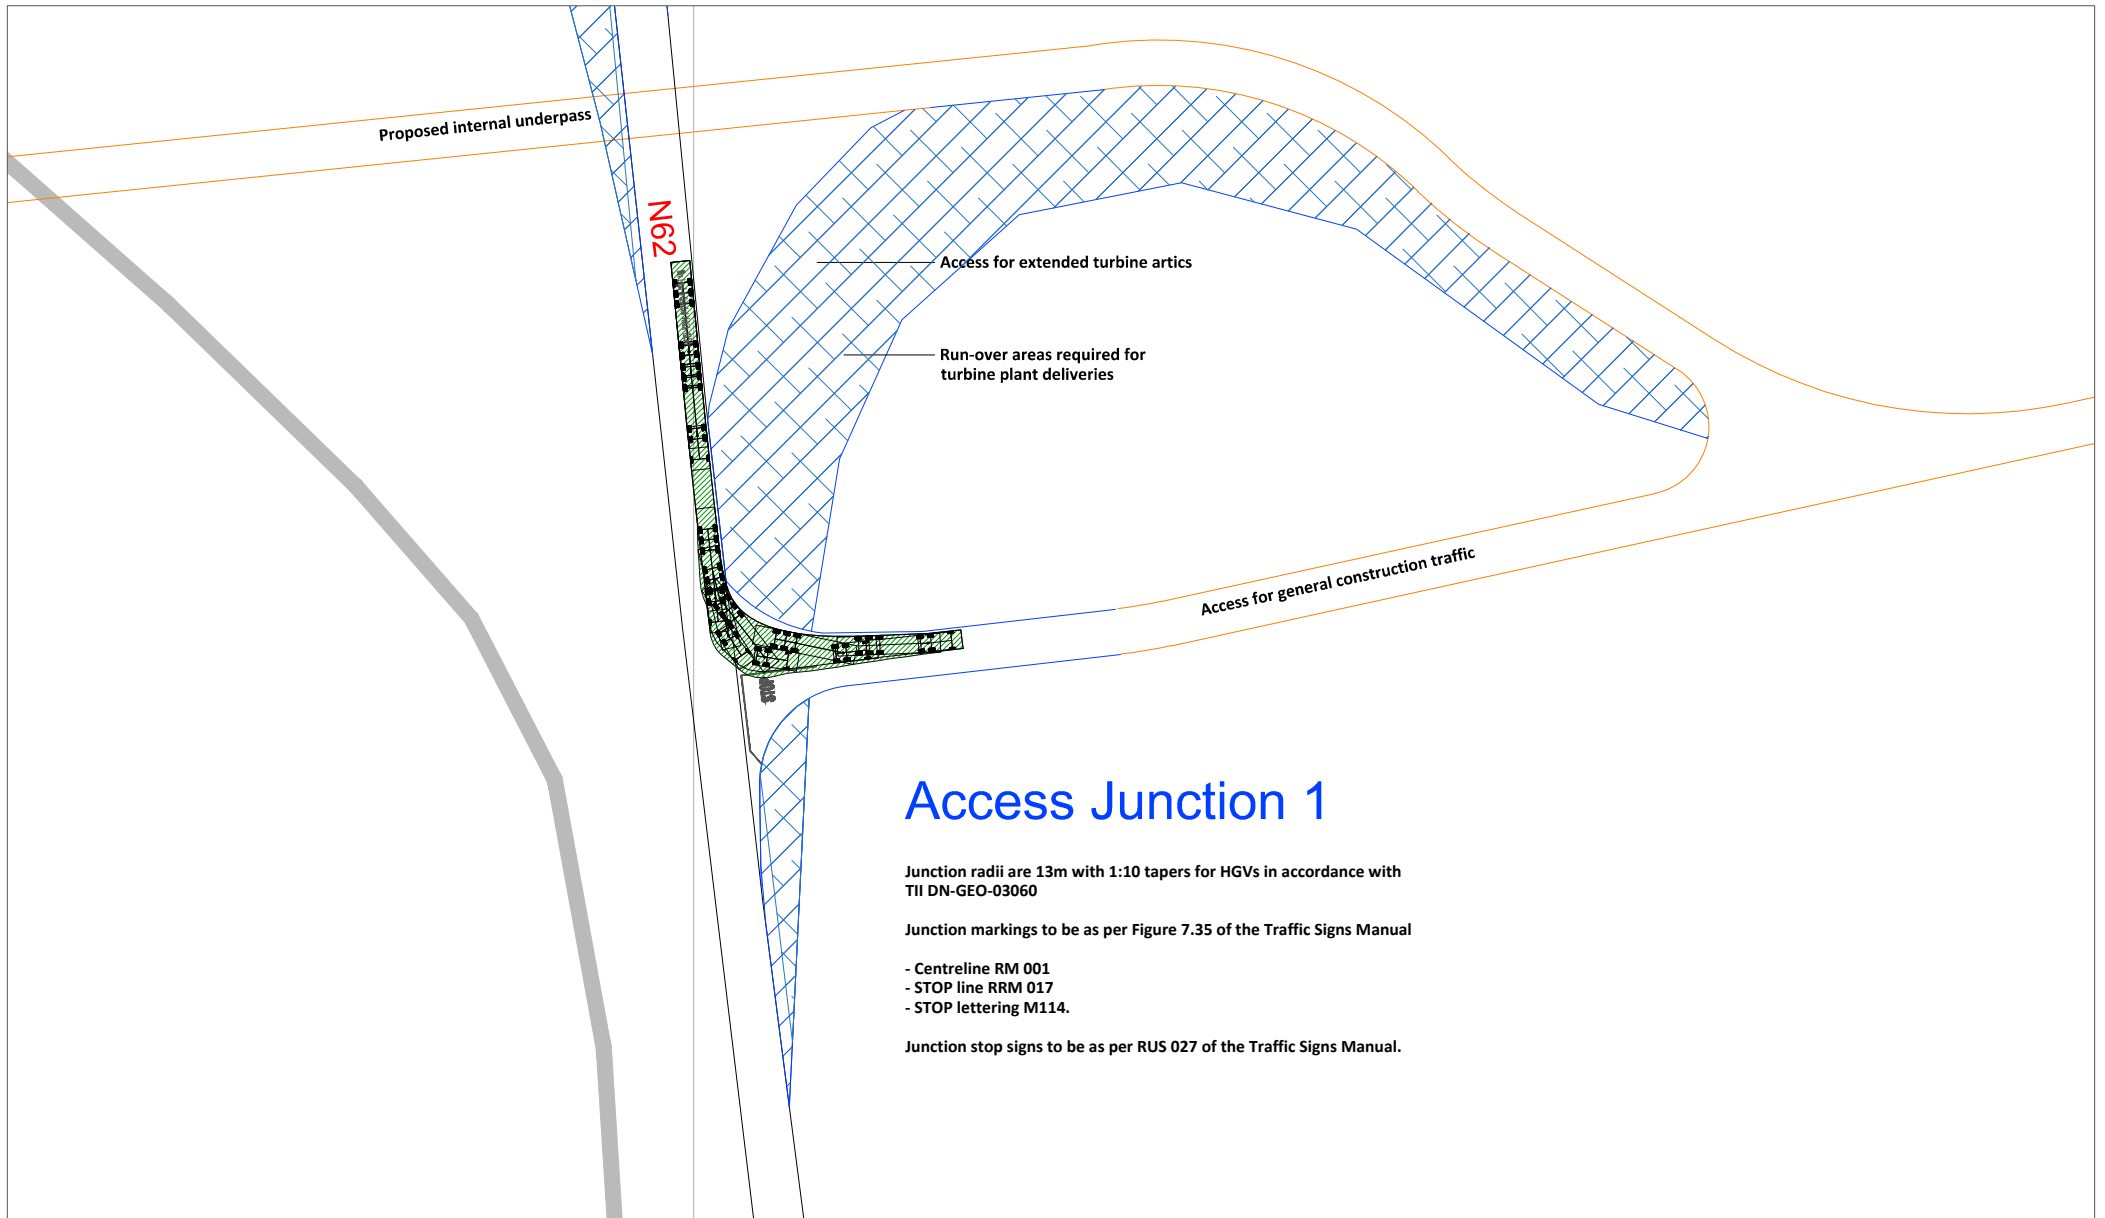 Proposed internal underpass
N62
Access for extended turbine artics
Run-over areas required for
turbine plant deliveries
Access for general construction traffic
Access Junction 1
Junction radii are 13m with 1:10 tapers for HGVs in accordance with
TII DN-GEO-03060
Junction markings to be as per Figure 7.35 of the Traffic Signs Manual
- Centreline RM 001
- STOP line RRM 017
- STOP lettering M114.
Junction stop signs to be as per RUS 027 of the Traffic Signs Manual.